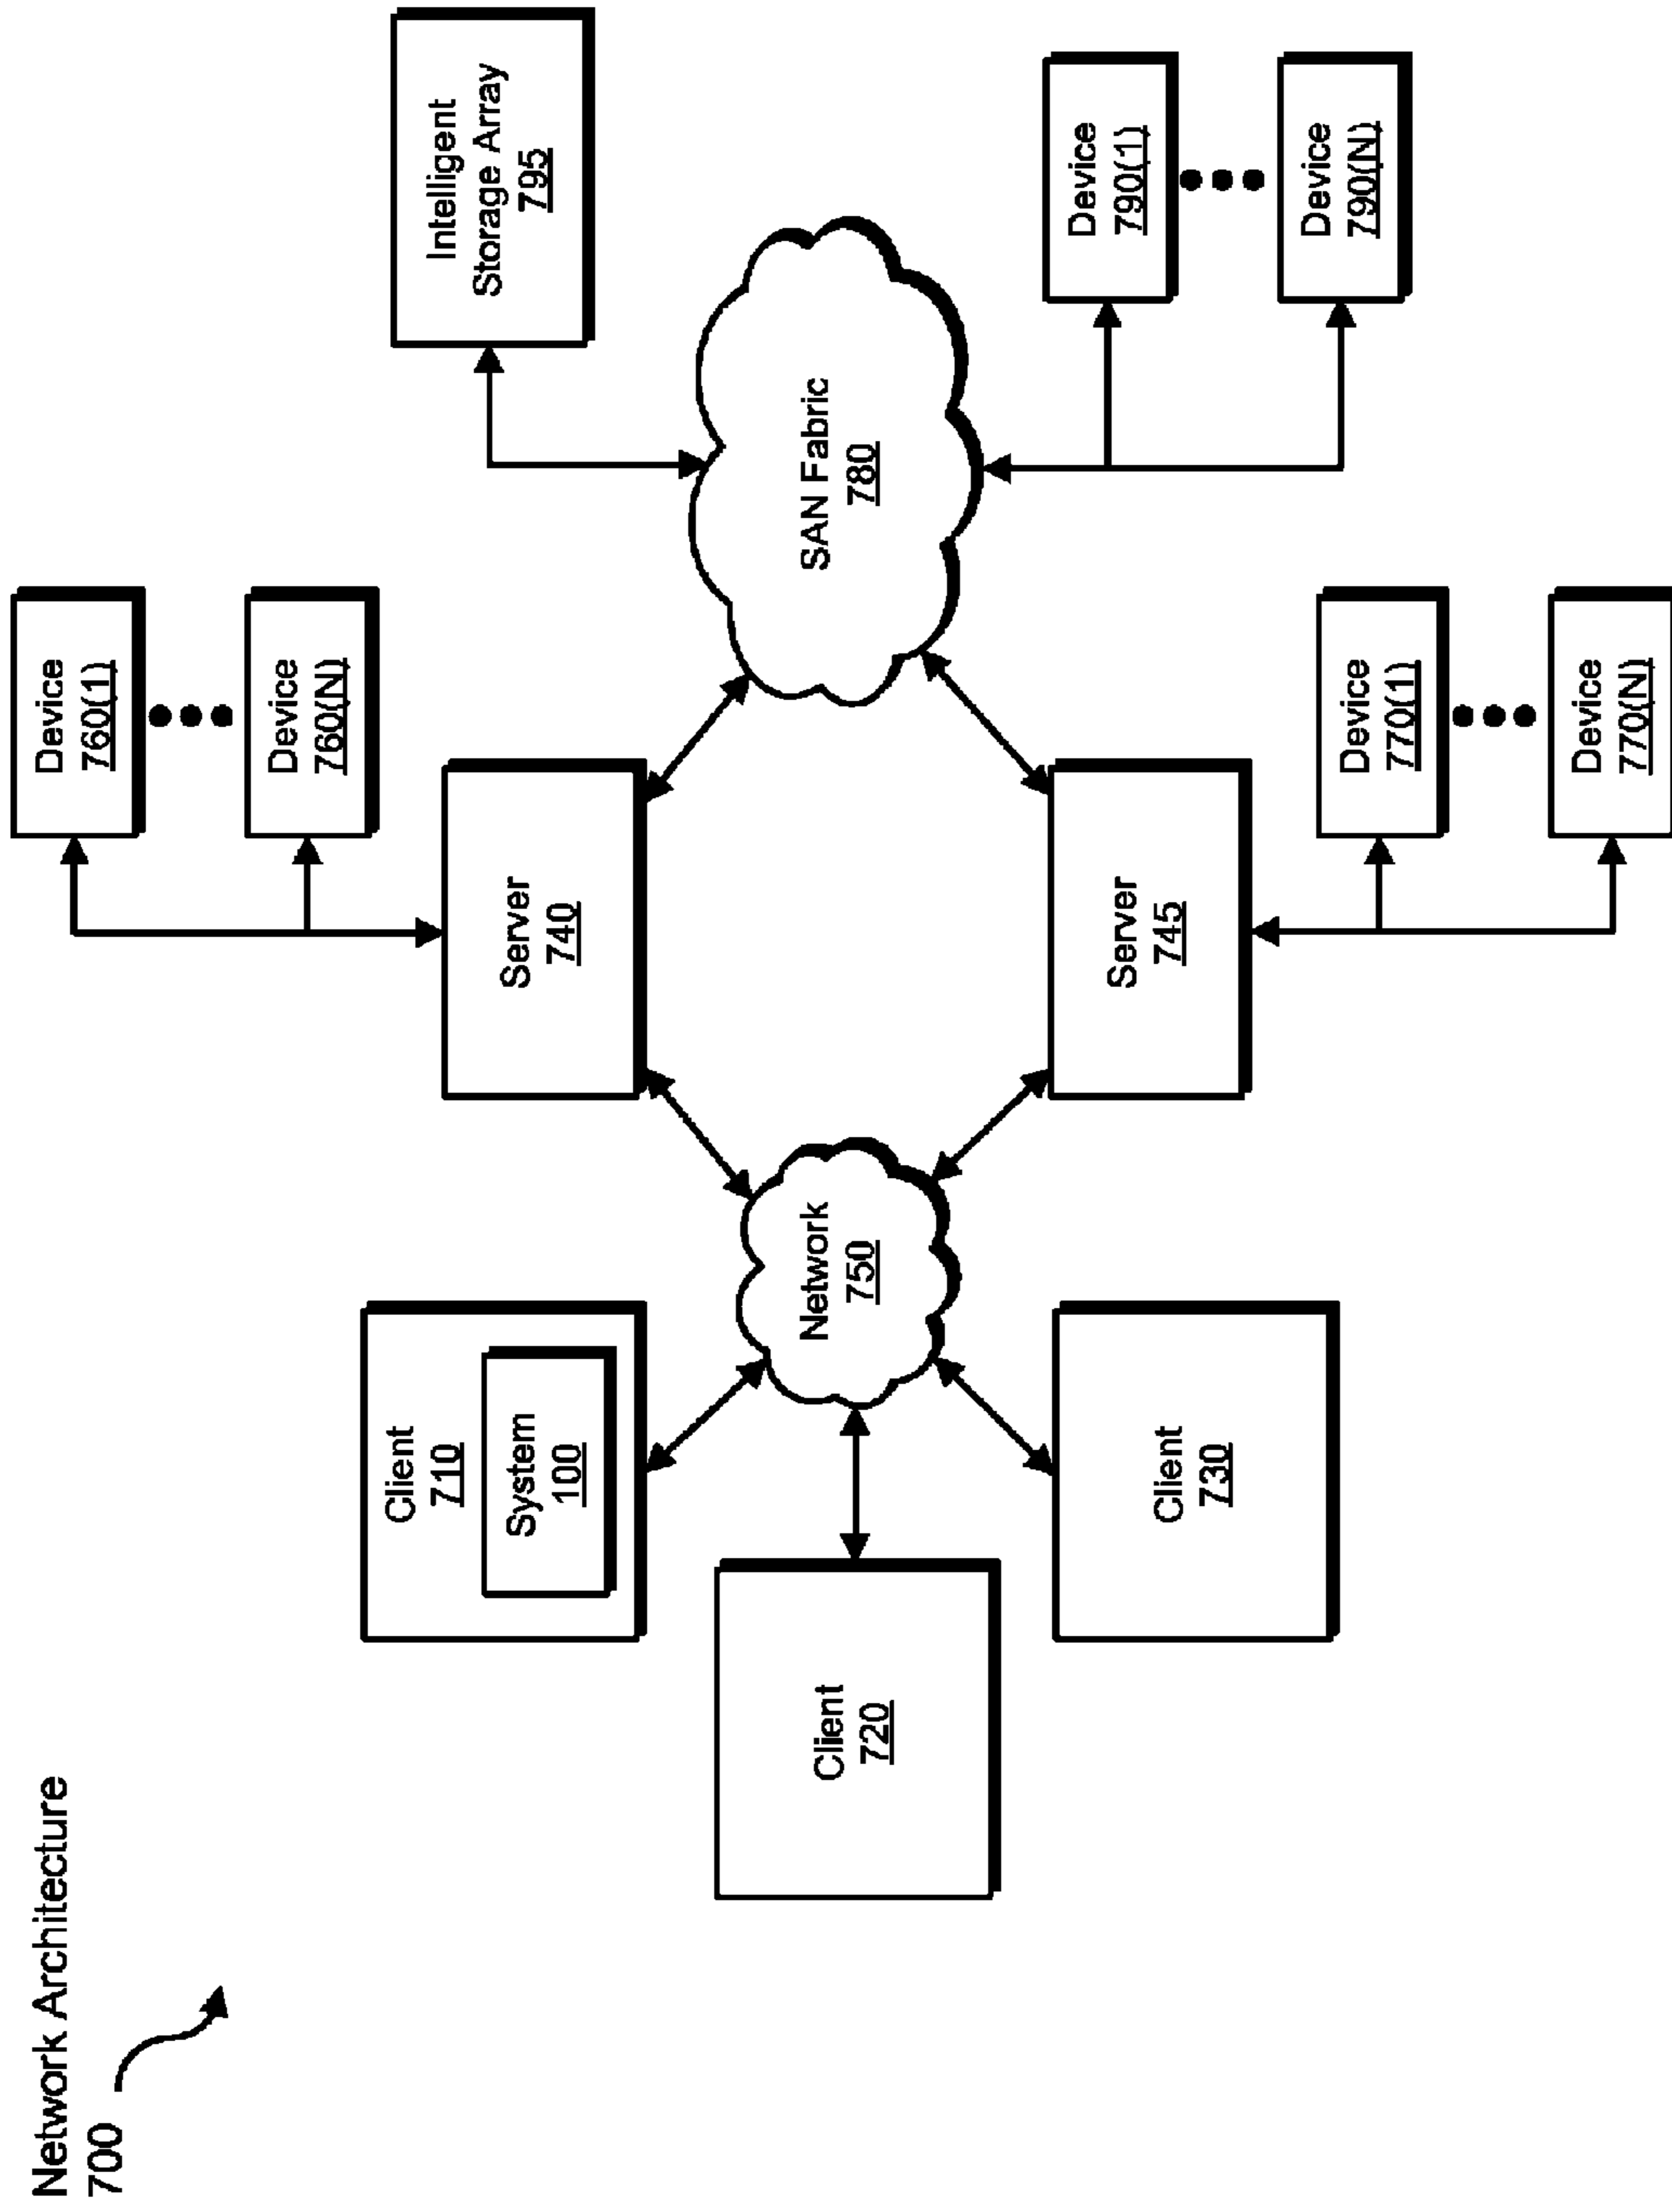 Network Architecture
700
Device
760(1)
Device
760(N)
Intelligent
Storage Array
795
Client
710
System
100
Server
740
Client
720
Network
750
SAN Fabric
780
Client
730
Server
745
Device
790(1)
Device
790(N)
Device
770(1)
Device
770(N)